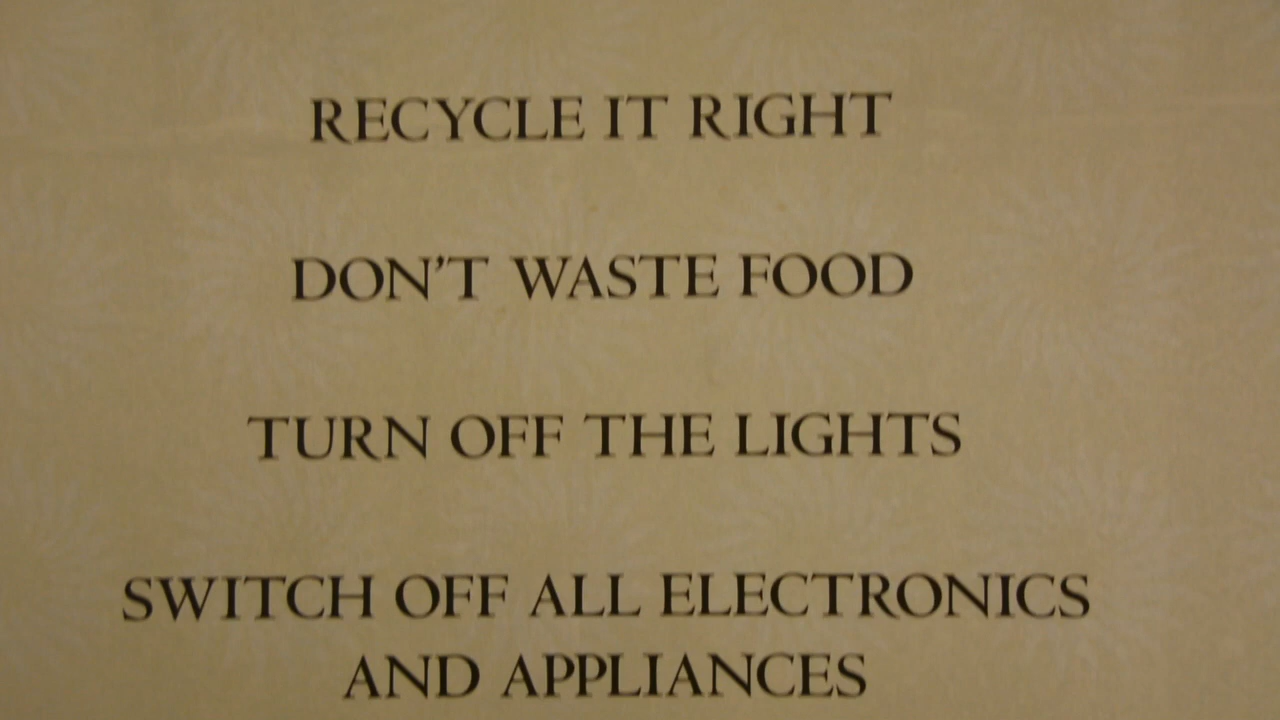 RECYCLE IT RIGHT
DON'T WASTE FOOD
TURN OFF THE LIGHTS
SWITCH OFF ALL ELECTRONICS
AND APPLIANCES